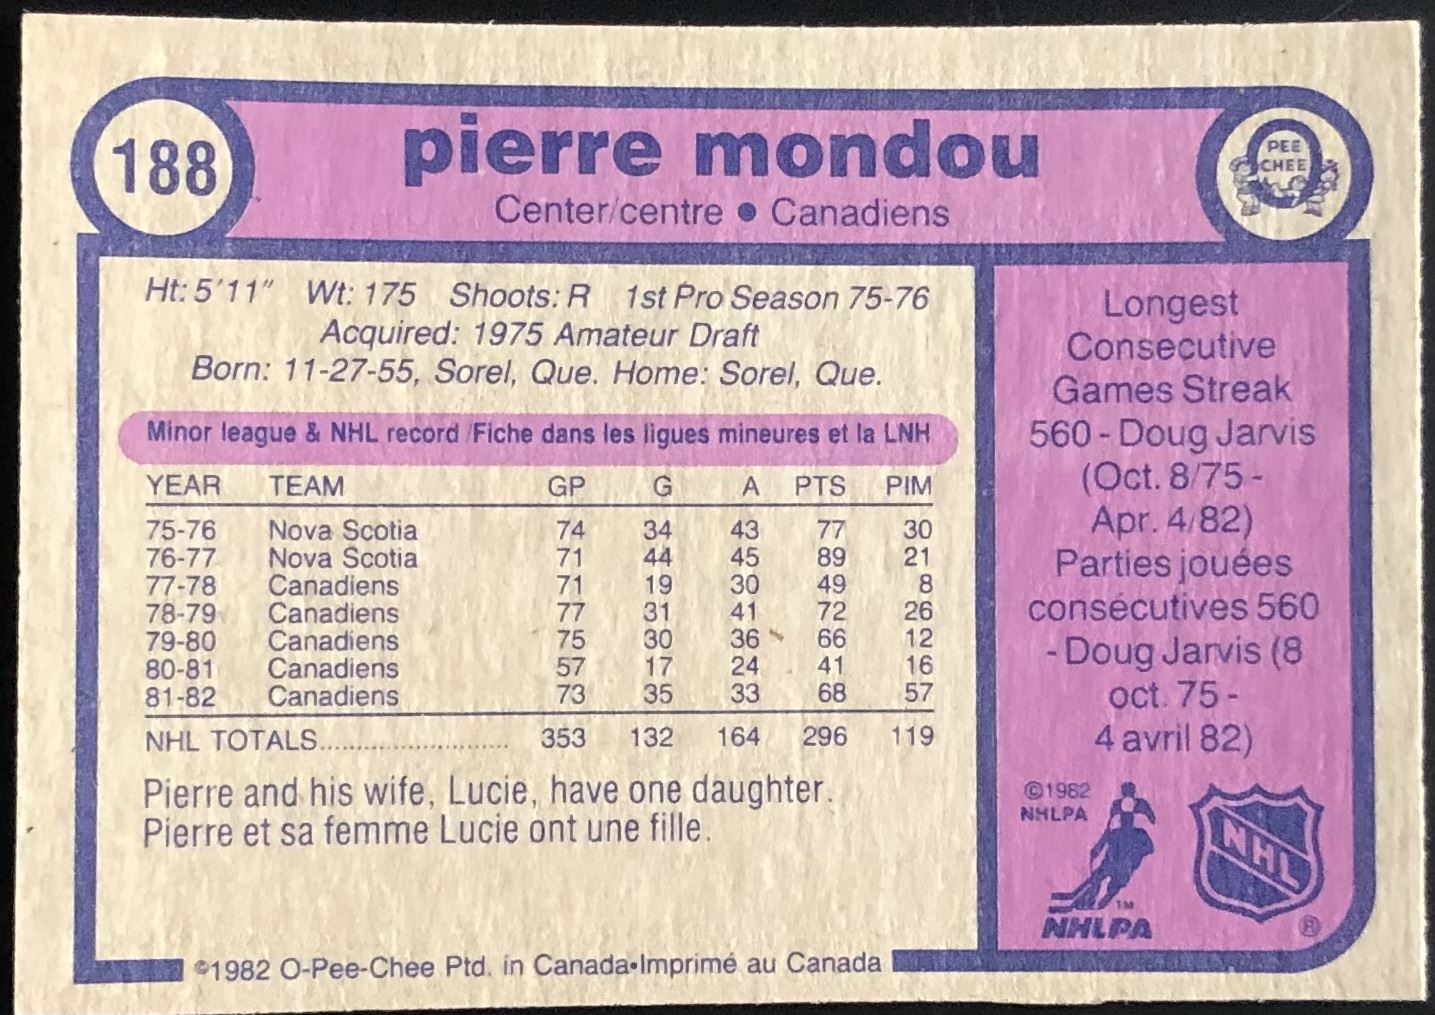 188
pierre mondou
PEE
CHEE
Center/centre • Canadiens
Ht: 5'11" Wt: 175 Shoots: R 1st Pro Season 75-76
Acquired: 1975 Amateur Draft
Born: 11-27-55, Sorel, Que. Home: Sorel, Que.
Minor league & NHL record/Fiche dans les ligues mineures et la LNH
YEAR TEAM GP G A PTS PIM
75-76 Nova Scotia 74 34 43 77 30
76-77 Nova Scotia 71 44 45 89 21
77-78 Canadiens 71 19 30 49 8
78-79 Canadiens 77 31 41 72 26
79-80 Canadiens 75 30 36 66 12
80-81 Canadiens 57 17 24 41 16
81-82 Canadiens 73 35 33 68 57
NHL TOTALS.......................... 353 132 164 296 119
Pierre and his wife, Lucie, have one daughter.
Pierre et sa femme Lucie ont une fille.
Longest
Consecutive
Games Streak
560 - Doug Jarvis
(Oct. 8/75 -
Apr. 4/82)
Parties jouées
consécutives 560
- Doug Jarvis (8
oct. 75 -
4 avril 82)
©1982
NHLPA
TM
NHLPA
NHL
®
©1982 O-Pee-Chee Ptd. in Canada•Imprimé au Canada